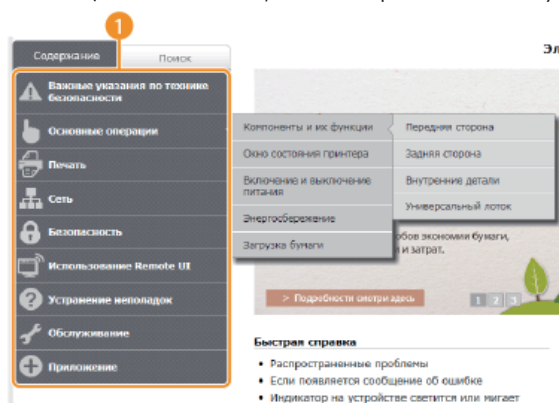 1
Содержание
Поиск
Важные указания по технике
безопасности
Основные операции
Печать
Сеть
Безопасность
Использование Remote UI
Устранение неполадок
Обслуживание
Приложение
Компоненты и их функции
Окно состояния принтера
Включение и выключение
питания
Энергосбережение
Загрузка бумаги
Передняя сторона
Задняя сторона
Внутренние детали
Универсальный лоток
обов экономии бумаги,
и затрат.
> Подробности смотри здесь
1 2 3
Быстрая справка
• Распространенные проблемы
• Если появляется сообщение об ошибке
• Индикатор на устройстве светится или мигает